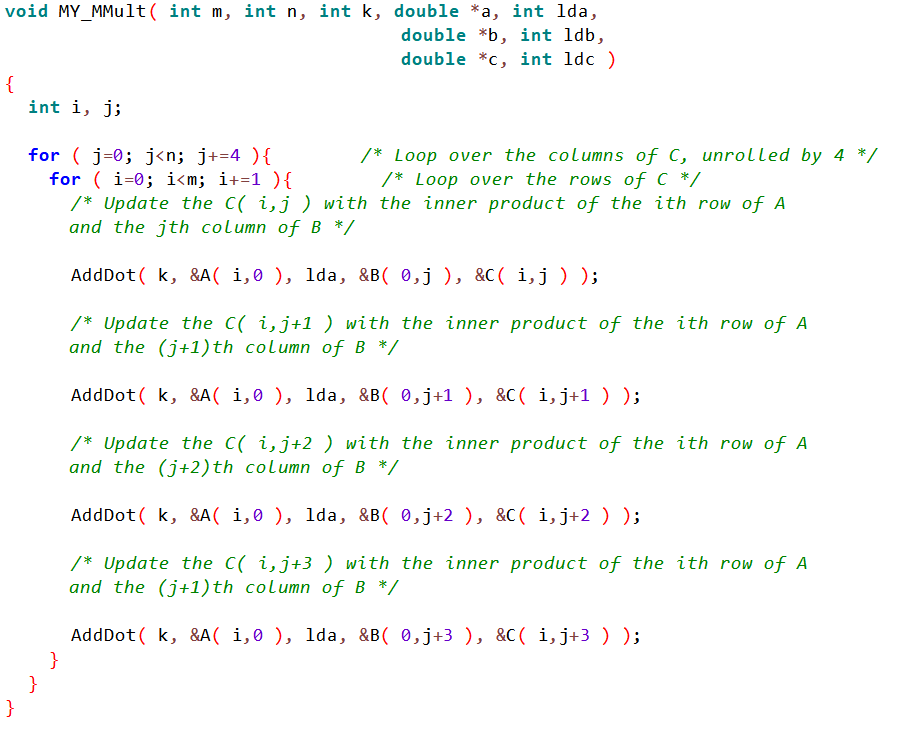 void MY_MMult( int m, int n, int k, double *a, int lda,
                                    double *b, int ldb,
                                    double *c, int ldc )
{
  int i, j;

  for ( j=0; j<n; j+=4 ){        /* Loop over the columns of C, unrolled by 4 */
    for ( i=0; i<m; i+=1 ){        /* Loop over the rows of C */
      /* Update the C( i,j ) with the inner product of the ith row of A
      and the jth column of B */

      AddDot( k, &A( i,0 ), lda, &B( 0,j ), &C( i,j ) );

      /* Update the C( i,j+1 ) with the inner product of the ith row of A
      and the (j+1)th column of B */

      AddDot( k, &A( i,0 ), lda, &B( 0,j+1 ), &C( i,j+1 ) );

      /* Update the C( i,j+2 ) with the inner product of the ith row of A
      and the (j+2)th column of B */

      AddDot( k, &A( i,0 ), lda, &B( 0,j+2 ), &C( i,j+2 ) );

      /* Update the C( i,j+3 ) with the inner product of the ith row of A
      and the (j+1)th column of B */

      AddDot( k, &A( i,0 ), lda, &B( 0,j+3 ), &C( i,j+3 ) );
    }
  }
}